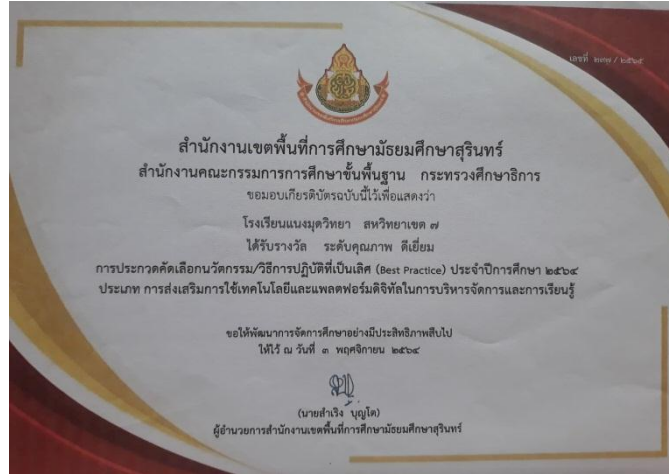 เลขที่ ๒๓๗ / ๒๕๖๔
สำนักงานเขตพื้นที่การศึกษามัธยมศึกษาสุรินทร์
สำนักงานคณะกรรมการการศึกษาขั้นพื้นฐาน กระทรวงศึกษาธิการ
ขอมอบเกียรติบัตรฉบับนี้ไว้เพื่อแสดงว่า
โรงเรียนแนงมุดวิทยา สหวิทยาเขต ๗
ได้รับรางวัล ระดับคุณภาพ ดีเยี่ยม
การประกวดคัดเลือกนวัตกรรม/วิธีการปฏิบัติที่เป็นเลิศ (Best Practice) ประจำปีการศึกษา ๒๕๖๔
ประเภท การส่งเสริมการใช้เทคโนโลยีและแพลตฟอร์มดิจิทัลในการบริหารจัดการและการเรียนรู้
ขอให้พัฒนาการจัดการศึกษาอย่างมีประสิทธิภาพสืบไป
ให้ไว้ ณ วันที่ ๓ พฤศจิกายน ๒๕๖๔
(นายสำเริง บุญโต)
ผู้อำนวยการสำนักงานเขตพื้นที่การศึกษามัธยมศึกษาสุรินทร์